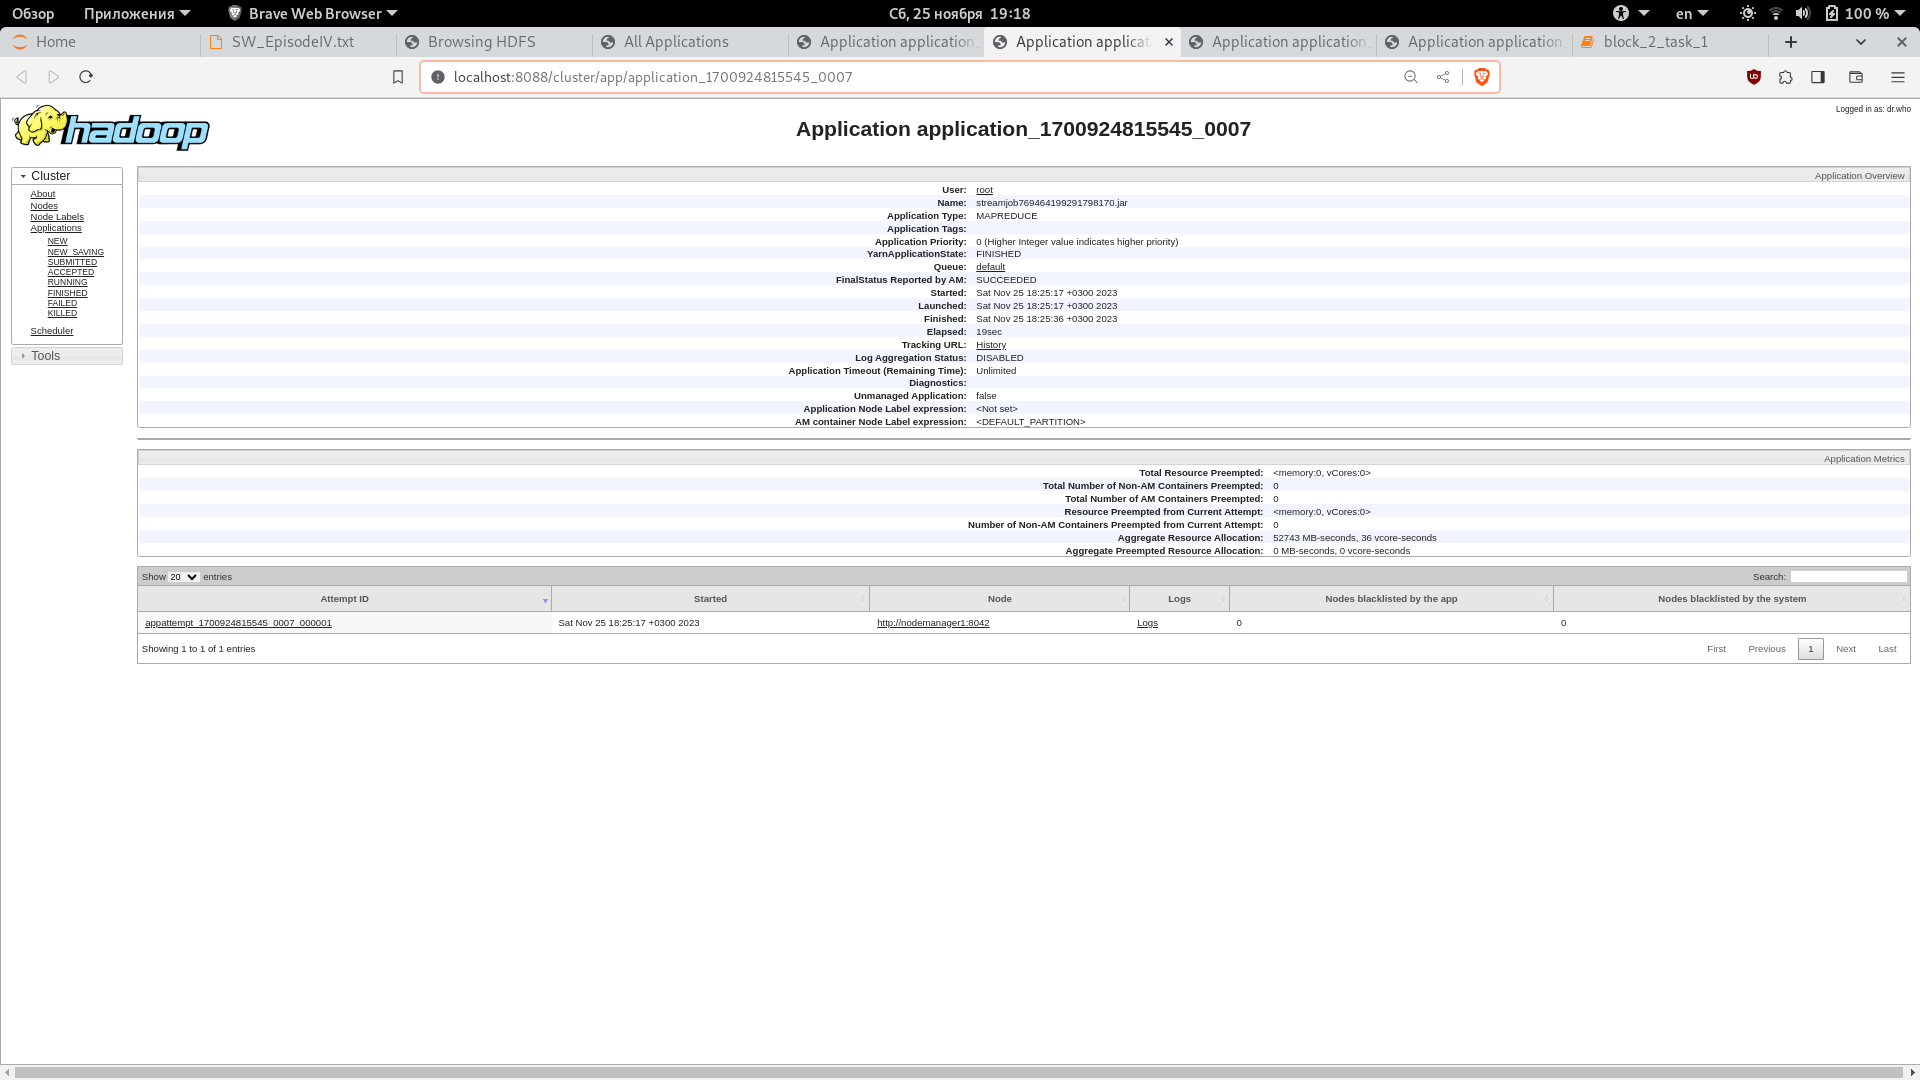 Обзор Приложения Brave Web Browser Сб, 25 ноября 19:18 en 100 %
Home SW_EpisodeIV.txt Browsing HDFS All Applications Application application_ Application applicat Application application_ Application application_ block_2_task_1
localhost:8088/cluster/app/application_1700924815545_0007
Logged in as: dr.who
hadoop
Application application_1700924815545_0007
Cluster
About
Nodes
Node Labels
Applications
NEW
NEW_SAVING
SUBMITTED
ACCEPTED
RUNNING
FINISHED
FAILED
KILLED
Scheduler
Tools
Application Overview
User: root
Name: streamjob769464199291798170.jar
Application Type: MAPREDUCE
Application Tags:
Application Priority: 0 (Higher Integer value indicates higher priority)
YarnApplicationState: FINISHED
Queue: default
FinalStatus Reported by AM: SUCCEEDED
Started: Sat Nov 25 18:25:17 +0300 2023
Launched: Sat Nov 25 18:25:17 +0300 2023
Finished: Sat Nov 25 18:25:36 +0300 2023
Elapsed: 19sec
Tracking URL: History
Log Aggregation Status: DISABLED
Application Timeout (Remaining Time): Unlimited
Diagnostics:
Unmanaged Application: false
Application Node Label expression: <Not set>
AM container Node Label expression: <DEFAULT_PARTITION>
Application Metrics
Total Resource Preempted: <memory:0, vCores:0>
Total Number of Non-AM Containers Preempted: 0
Total Number of AM Containers Preempted: 0
Resource Preempted from Current Attempt: <memory:0, vCores:0>
Number of Non-AM Containers Preempted from Current Attempt: 0
Aggregate Resource Allocation: 52743 MB-seconds, 36 vcore-seconds
Aggregate Preempted Resource Allocation: 0 MB-seconds, 0 vcore-seconds
Show 20 entries Search:
Attempt ID Started Node Logs Nodes blacklisted by the app Nodes blacklisted by the system
appattempt_1700924815545_0007_000001 Sat Nov 25 18:25:17 +0300 2023 http://nodemanager1:8042 Logs 0 0
Showing 1 to 1 of 1 entries First Previous 1 Next Last